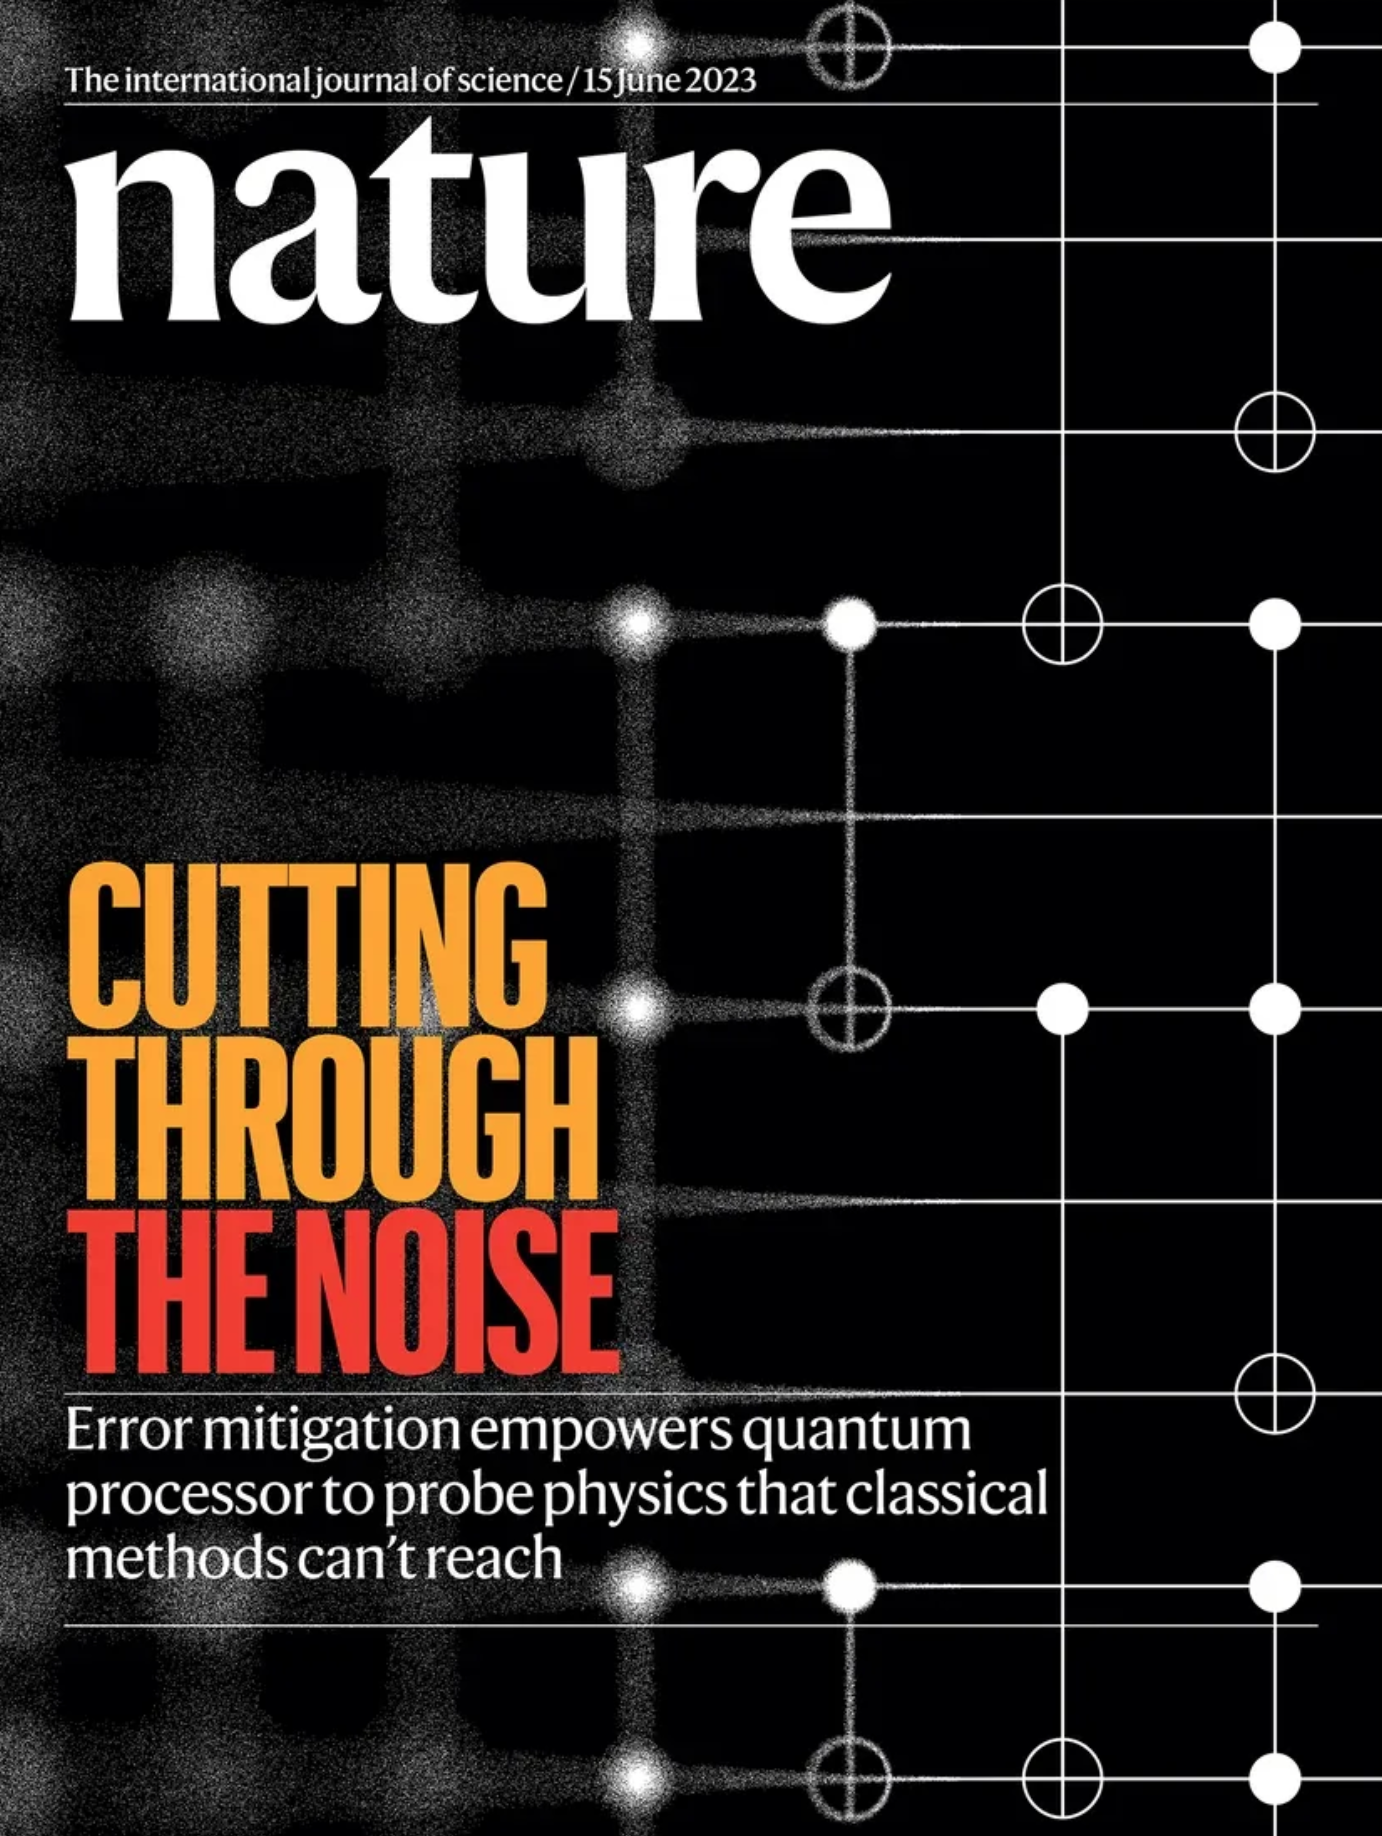 The international journal of science / 15 June 2023
nature
CUTTING
THROUGH
THE NOISE
Error mitigation empowers quantum
processor to probe physics that classical
methods can’t reach